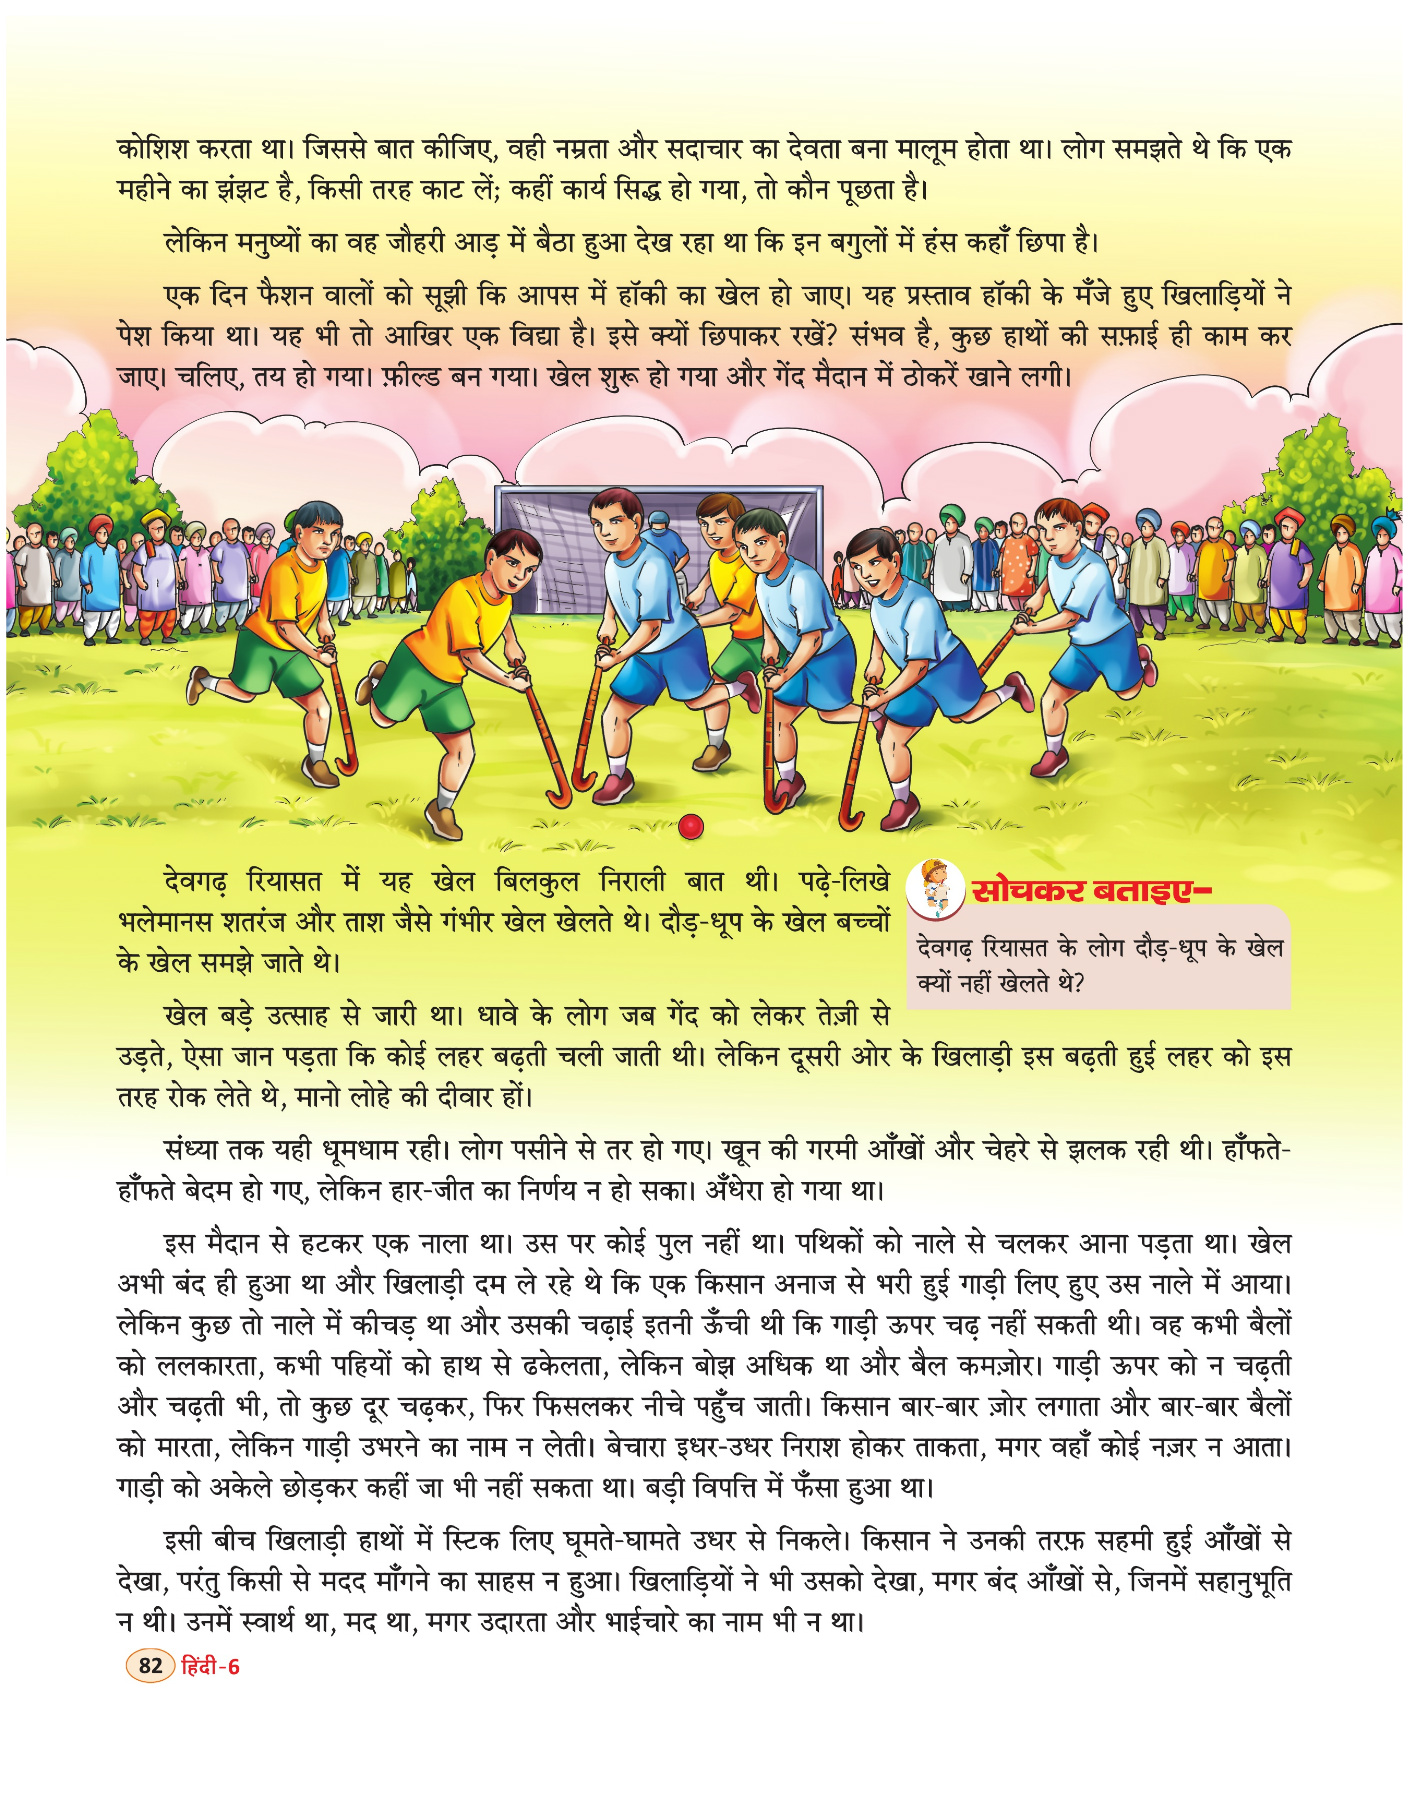 कोशिश करता था। जिससे बात कीजिए, वही नम्रता और सदाचार का देवता बना मालूम होता था। लोग समझते थे कि एक
महीने का झंझट है, किसी तरह काट लें; कहीं कार्य सिद्ध हो गया, तो कौन पूछता है।
लेकिन मनुष्यों का वह जौहरी आड़ में बैठा हुआ देख रहा था कि इन बगुलों में हंस कहाँ छिपा है।
एक दिन फैशन वालों को सूझी कि आपस में हॉकी का खेल हो जाए। यह प्रस्ताव हॉकी के मँजे हुए खिलाड़ियों ने
पेश किया था। यह भी तो आखिर एक विद्या है। इसे क्यों छिपाकर रखें? संभव है, कुछ हाथों की सफ़ाई ही काम कर
जाए। चलिए, तय हो गया। फ़ील्ड बन गया। खेल शुरू हो गया और गेंद मैदान में ठोकरें खाने लगी।
देवगढ़ रियासत में यह खेल बिलकुल निराली बात थी। पढ़े-लिखे
भलेमानस शतरंज और ताश जैसे गंभीर खेल खेलते थे। दौड़-धूप के खेल बच्चों
के खेल समझे जाते थे।
सोचकर बताइए–
देवगढ़ रियासत के लोग दौड़-धूप के खेल
क्यों नहीं खेलते थे?
खेल बड़े उत्साह से जारी था। धावे के लोग जब गेंद को लेकर तेज़ी से
उड़ते, ऐसा जान पड़ता कि कोई लहर बढ़ती चली जाती थी। लेकिन दूसरी ओर के खिलाड़ी इस बढ़ती हुई लहर को इस
तरह रोक लेते थे, मानो लोहे की दीवार हों।
संध्या तक यही धूमधाम रही। लोग पसीने से तर हो गए। खून की गरमी आँखों और चेहरे से झलक रही थी। हाँफते-
हाँफते बेदम हो गए, लेकिन हार-जीत का निर्णय न हो सका। अँधेरा हो गया था।
इस मैदान से हटकर एक नाला था। उस पर कोई पुल नहीं था। पथिकों को नाले से चलकर आना पड़ता था। खेल
अभी बंद ही हुआ था और खिलाड़ी दम ले रहे थे कि एक किसान अनाज से भरी हुई गाड़ी लिए हुए उस नाले में आया।
लेकिन कुछ तो नाले में कीचड़ था और उसकी चढ़ाई इतनी ऊँची थी कि गाड़ी ऊपर चढ़ नहीं सकती थी। वह कभी बैलों
को ललकारता, कभी पहियों को हाथ से ढकेलता, लेकिन बोझ अधिक था और बैल कमज़ोर। गाड़ी ऊपर को न चढ़ती
और चढ़ती भी, तो कुछ दूर चढ़कर, फिर फिसलकर नीचे पहुँच जाती। किसान बार-बार ज़ोर लगाता और बार-बार बैलों
को मारता, लेकिन गाड़ी उभरने का नाम न लेती। बेचारा इधर-उधर निराश होकर ताकता, मगर वहाँ कोई नज़र न आता।
गाड़ी को अकेले छोड़कर कहीं जा भी नहीं सकता था। बड़ी विपत्ति में फँसा हुआ था।
इसी बीच खिलाड़ी हाथों में स्टिक लिए घूमते-घामते उधर से निकले। किसान ने उनकी तरफ़ सहमी हुई आँखों से
देखा, परंतु किसी से मदद माँगने का साहस न हुआ। खिलाड़ियों ने भी उसको देखा, मगर बंद आँखों से, जिनमें सहानुभूति
न थी। उनमें स्वार्थ था, मद था, मगर उदारता और भाईचारे का नाम भी न था।
82 हिंदी-6